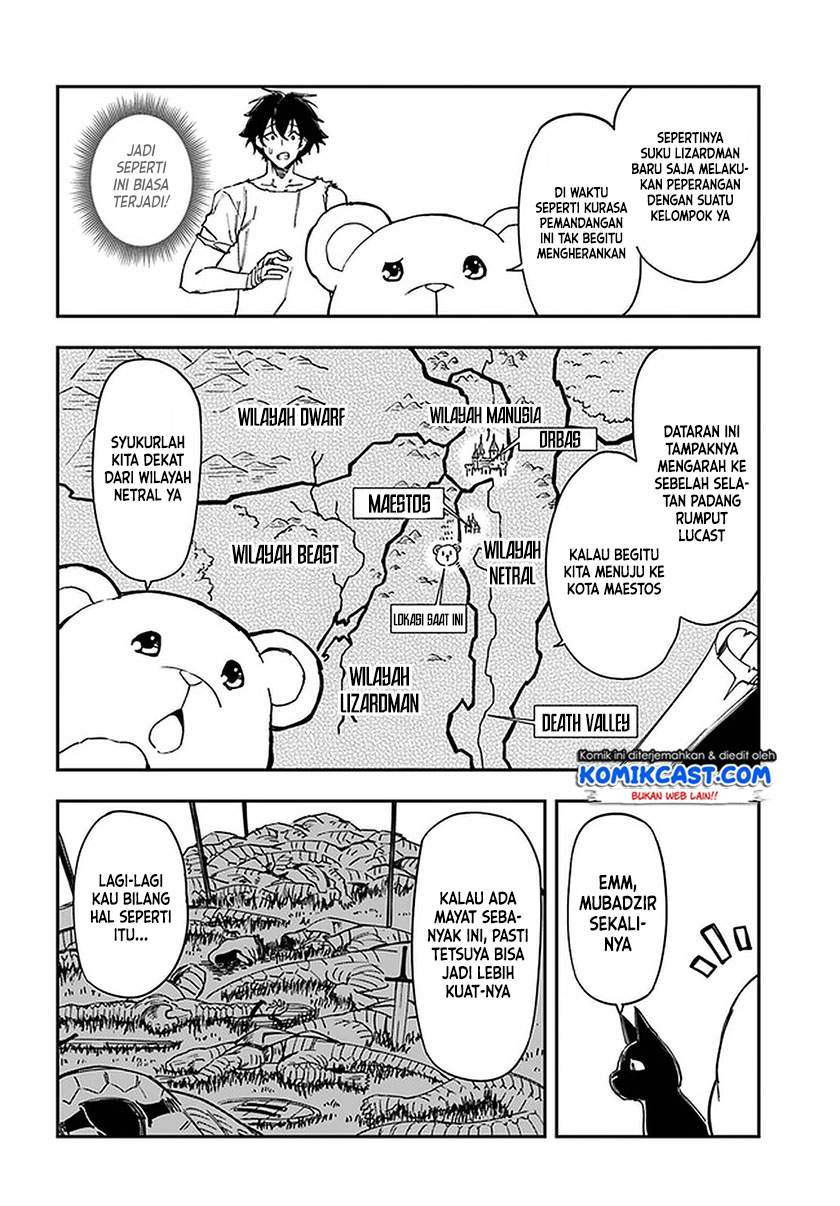 SEPERTINYA
SUKU LIZARDMAN
BARU SAJA MELAKU-
KAN PEPERANGAN
DENGAN SUATU
KELOMPOK YA
DI WAKTU
SEPERTI KURASA
PEMANDANGAN
INI TAK BEGITU
MENGHERANKAN
JADI
SEPERTI
INI BIASA
TERJADI!
DATARAN INI
TAMPAKNYA
MENGARAH KE
SEBELAH SELA-
TAN PADANG
RUMPUT
LUCAST
KALAU BEGITU
KITA MENUJU KE
KOTA MAESTOS
WILAYAH DWARF
WILAYAH MANUSIA
ORBAS
MAESTOS
WILAYAH BEAST
WILAYAH
NETRAL
LOKASI SAAT INI
WILAYAH
LIZARDMAN
DEATH VALLEY
SYUKURLAH
KITA DEKAT
DARI WILAYAH
NETRAL YA
Komik ini diterjemahkan & diedit oleh
KOMIKCAST.COM
BUKAN WEB LAIN!!
EMM,
MUBADZIR
SEKALI-
NYA
KALAU ADA
MAYAT SEBA-
NYAK INI, PASTI
TETSUYA BISA
JADI LEBIH
KUAT-NYA
LAGI-LAGI
KAU BILANG
HAL SEPERTI
ITU...